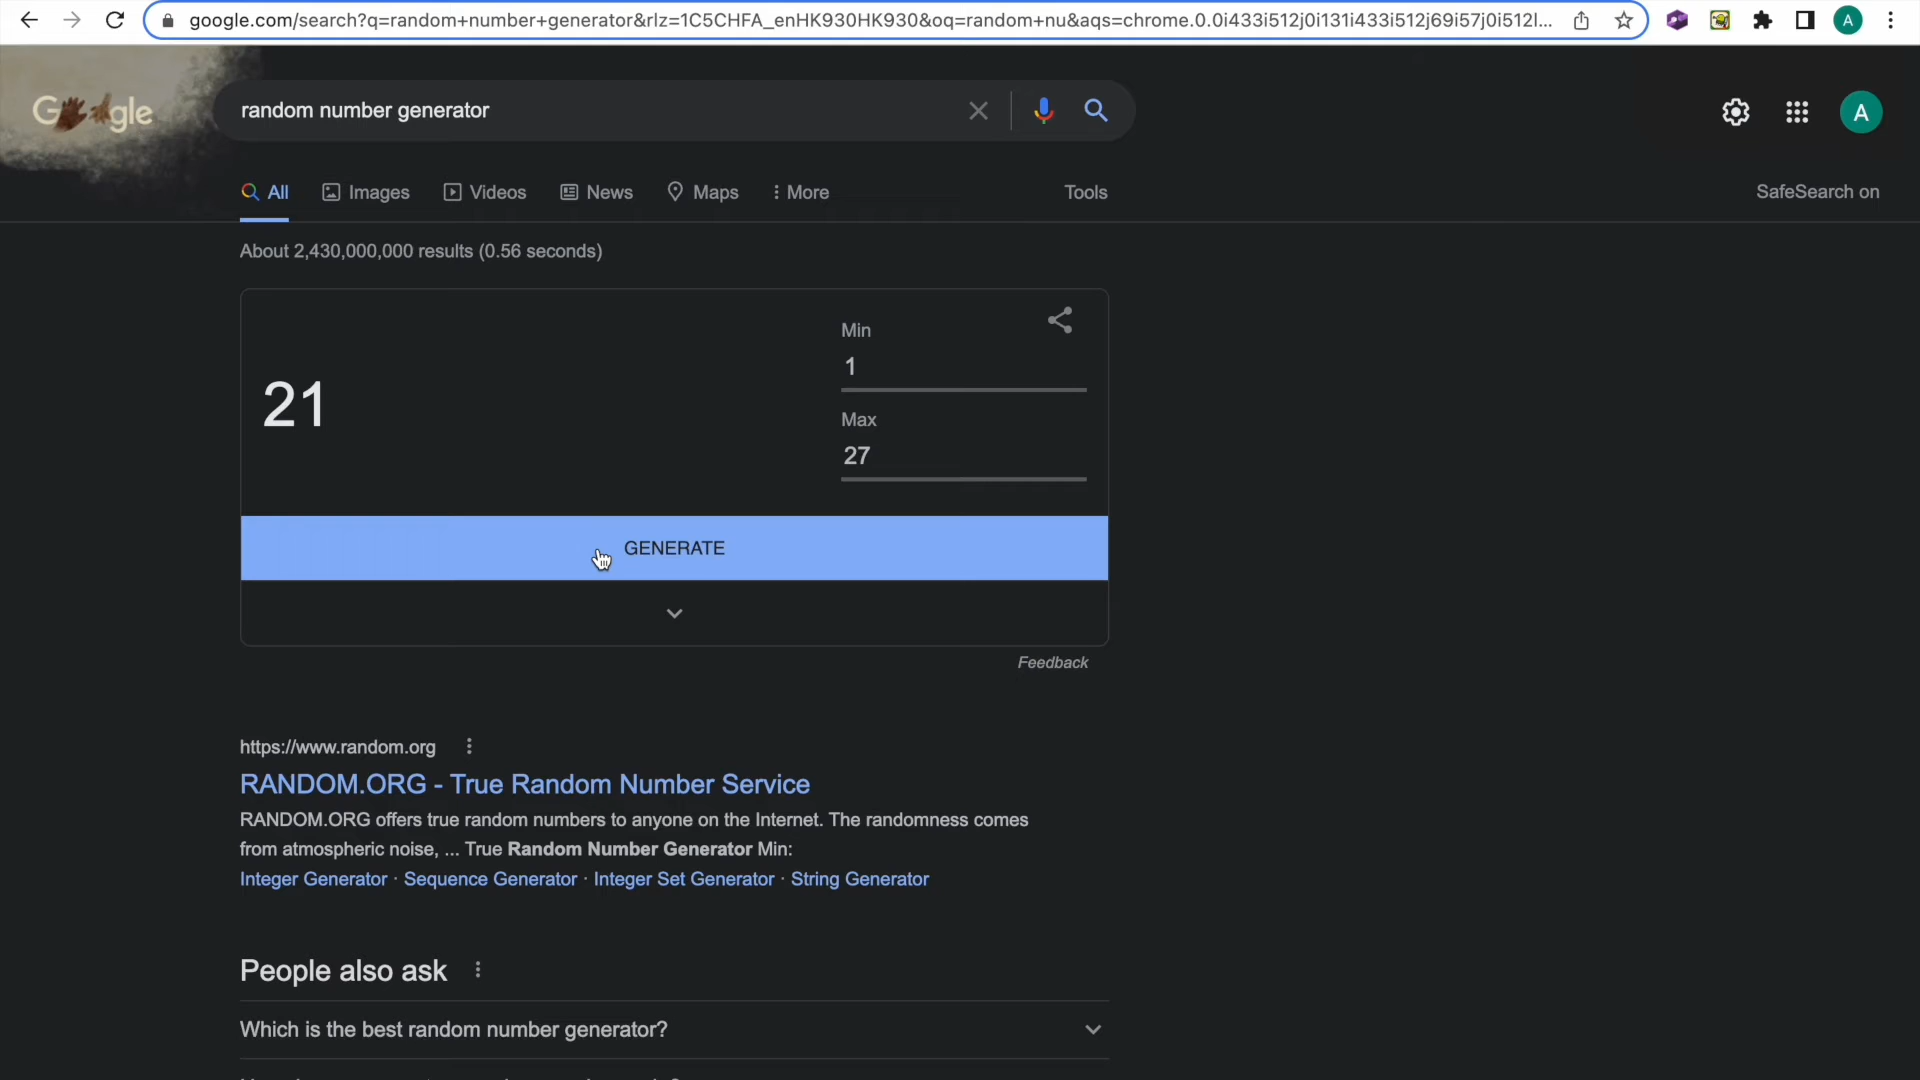 google.com/search?q=random+number+generator&rlz=1C5CHFA_enHK930HK930&oq=random+nu&aqs=chrome.0.0i433i512j0i131i433i512j69i57j0i512l...
A
Google
random number generator
A
All
Images
Videos
News
Maps
More
Tools
SafeSearch on
About 2,430,000,000 results (0.56 seconds)
21
Min
1
Max
27
GENERATE
Feedback
https://www.random.org
RANDOM.ORG - True Random Number Service
RANDOM.ORG offers true random numbers to anyone on the Internet. The randomness comes
from atmospheric noise, ... True Random Number Generator Min:
Integer Generator · Sequence Generator · Integer Set Generator · String Generator
People also ask
Which is the best random number generator?